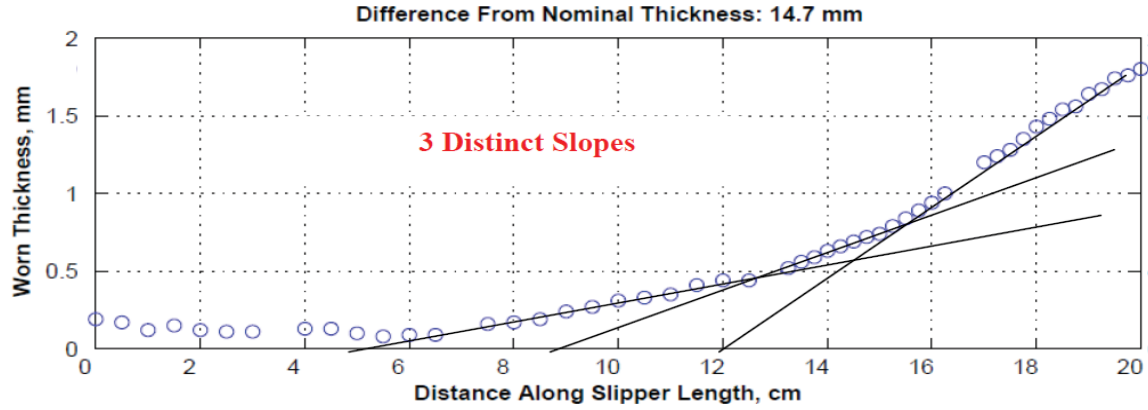 Difference From Nominal Thickness: 14.7 mm
2
1.5
1
0.5
0
Worn Thickness, mm
3 Distinct Slopes
0 2 4 6 8 10 12 14 16 18 20
Distance Along Slipper Length, cm